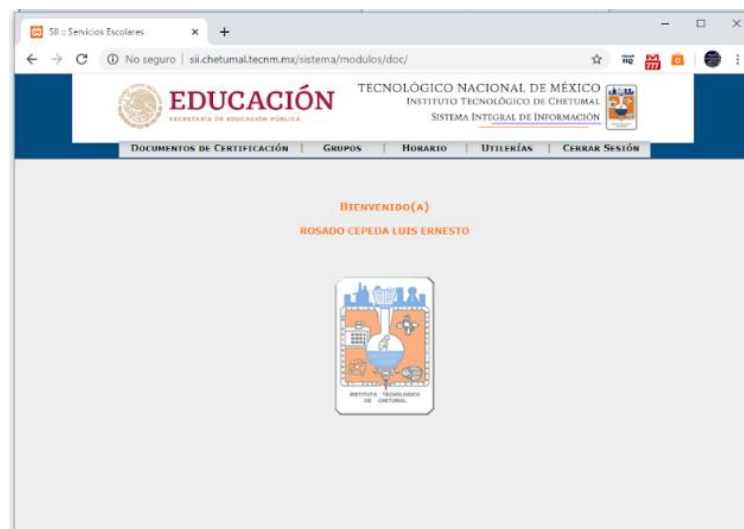 SII :: Servicios Escolares
No seguro | sii.chetumal.tecnm.mx/sistema/modulos/doc/
EDUCACIÓN
SECRETARÍA DE EDUCACIÓN PÚBLICA
TECNOLÓGICO NACIONAL DE MÉXICO
INSTITUTO TECNOLÓGICO DE CHETUMAL
SISTEMA INTEGRAL DE INFORMACIÓN
DOCUMENTOS DE CERTIFICACIÓN | GRUPOS | HORARIO | UTILERÍAS | CERRAR SESIÓN
BIENVENIDO(A)
ROSADO CEPEDA LUIS ERNESTO
INSTITUTO TECNOLOGICO
DE CHETUMAL